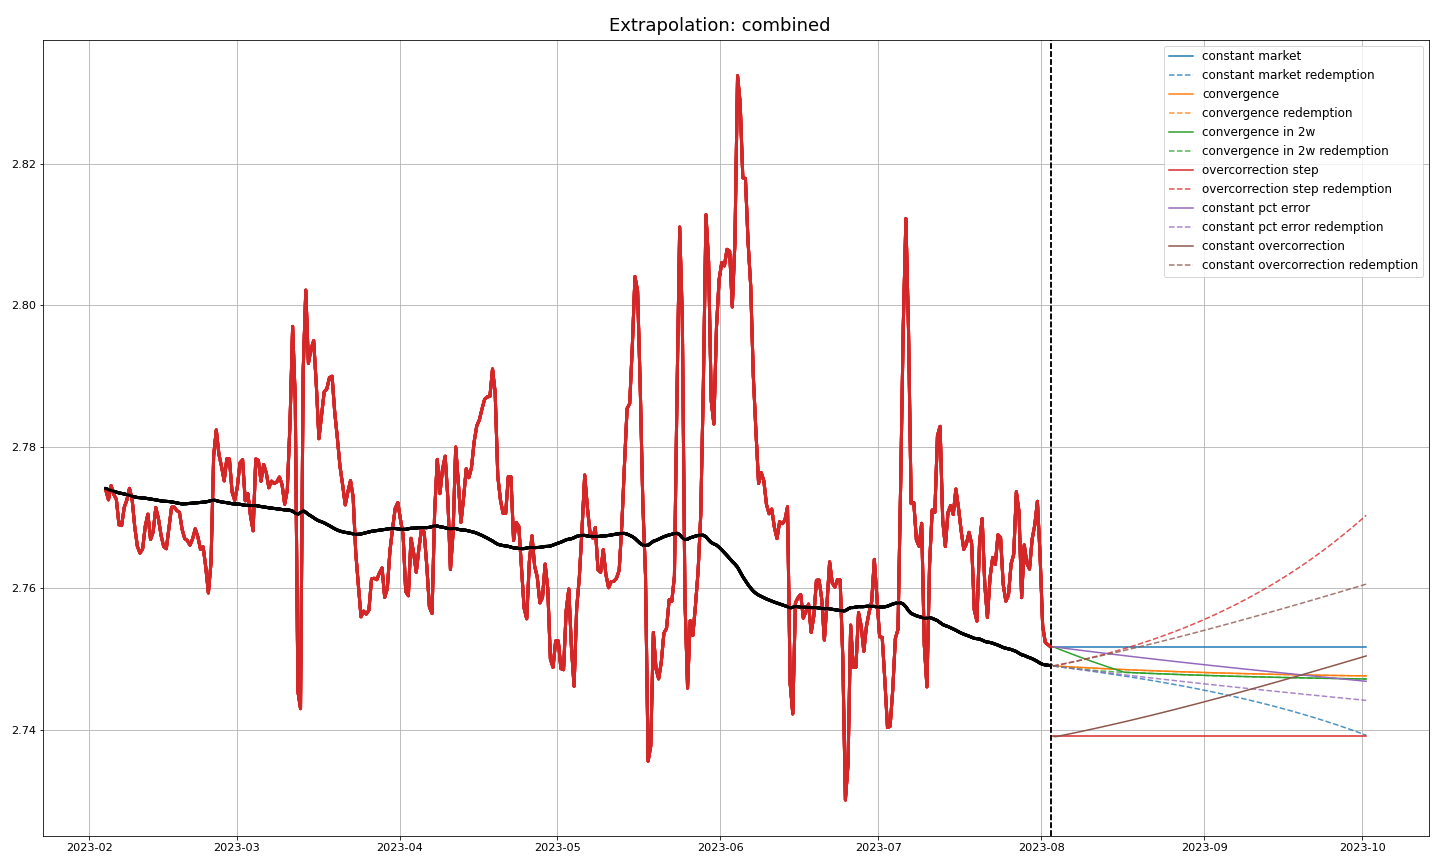 Extrapolation: combined
constant market
constant market redemption
convergence
convergence redemption
convergence in 2w
convergence in 2w redemption
overcorrection step
overcorrection step redemption
constant pct error
constant pct error redemption
constant overcorrection
constant overcorrection redemption
2.82
2.80
2.78
2.76
2.74
2023-02
2023-03
2023-04
2023-05
2023-06
2023-07
2023-08
2023-09
2023-10